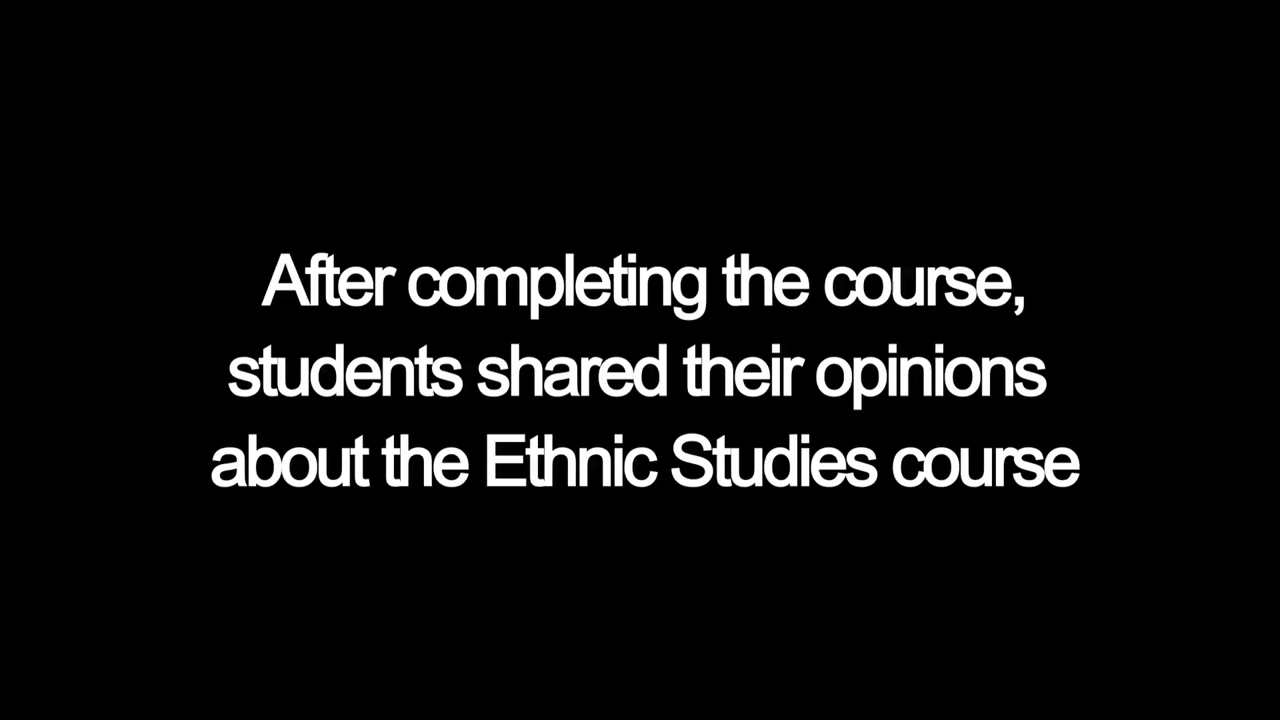 After completing the course,
students shared their opinions
about the Ethnic Studies course